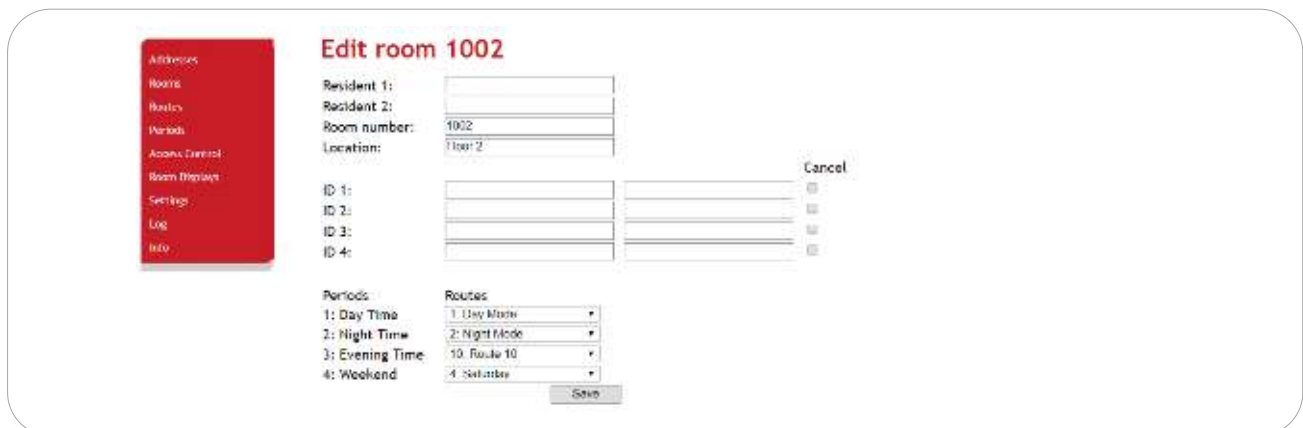 Addresses
Rooms
Routes
Periods
Access Control
Room Displays
Settings
Log
Info
Edit room 1002
Resident 1:
Resident 2:
Room number: 1002
Location: Floor 2
Cancel
ID 1:
ID 2:
ID 3:
ID 4:
Periods Routes
1: Day Time 1: Day Mode
2: Night Time 2: Night Mode
3: Evening Time 10: Route 10
4: Weekend 4: Saturday
Save